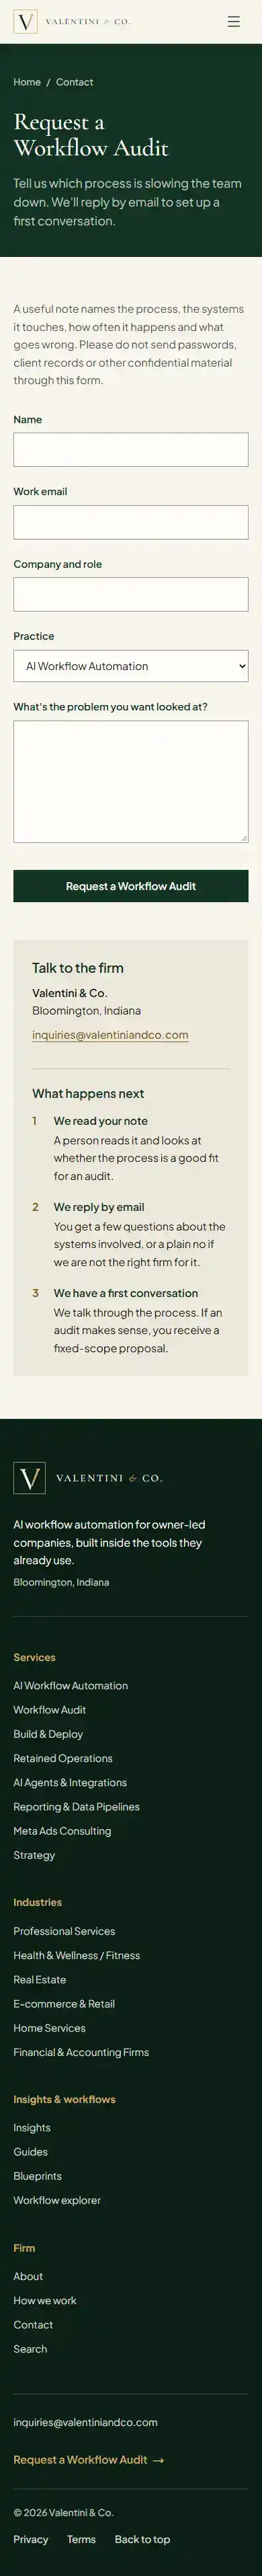 V VALENTINI & CO.
Home / Contact
Request a
Workflow Audit
Tell us which process is slowing the team
down. We'll reply by email to set up a
first conversation.
A useful note names the process, the systems
it touches, how often it happens and what
goes wrong. Please do not send passwords,
client records or other confidential material
through this form.
Name
Work email
Company and role
Practice
AI Workflow Automation
What's the problem you want looked at?
Request a Workflow Audit
Talk to the firm
Valentini & Co.
Bloomington, Indiana
inquiries@valentiniandco.com
What happens next
1 We read your note
A person reads it and looks at
whether the process is a good fit
for an audit.
2 We reply by email
You get a few questions about the
systems involved, or a plain no if
we are not the right firm for it.
3 We have a first conversation
We talk through the process. If an
audit makes sense, you receive a
fixed-scope proposal.
V VALENTINI & CO.
AI workflow automation for owner-led
companies, built inside the tools they
already use.
Bloomington, Indiana
Services
AI Workflow Automation
Workflow Audit
Build & Deploy
Retained Operations
AI Agents & Integrations
Reporting & Data Pipelines
Meta Ads Consulting
Strategy
Industries
Professional Services
Health & Wellness / Fitness
Real Estate
E-commerce & Retail
Home Services
Financial & Accounting Firms
Insights & workflows
Insights
Guides
Blueprints
Workflow explorer
Firm
About
How we work
Contact
Search
inquiries@valentiniandco.com
Request a Workflow Audit →
© 2026 Valentini & Co.
Privacy Terms Back to top